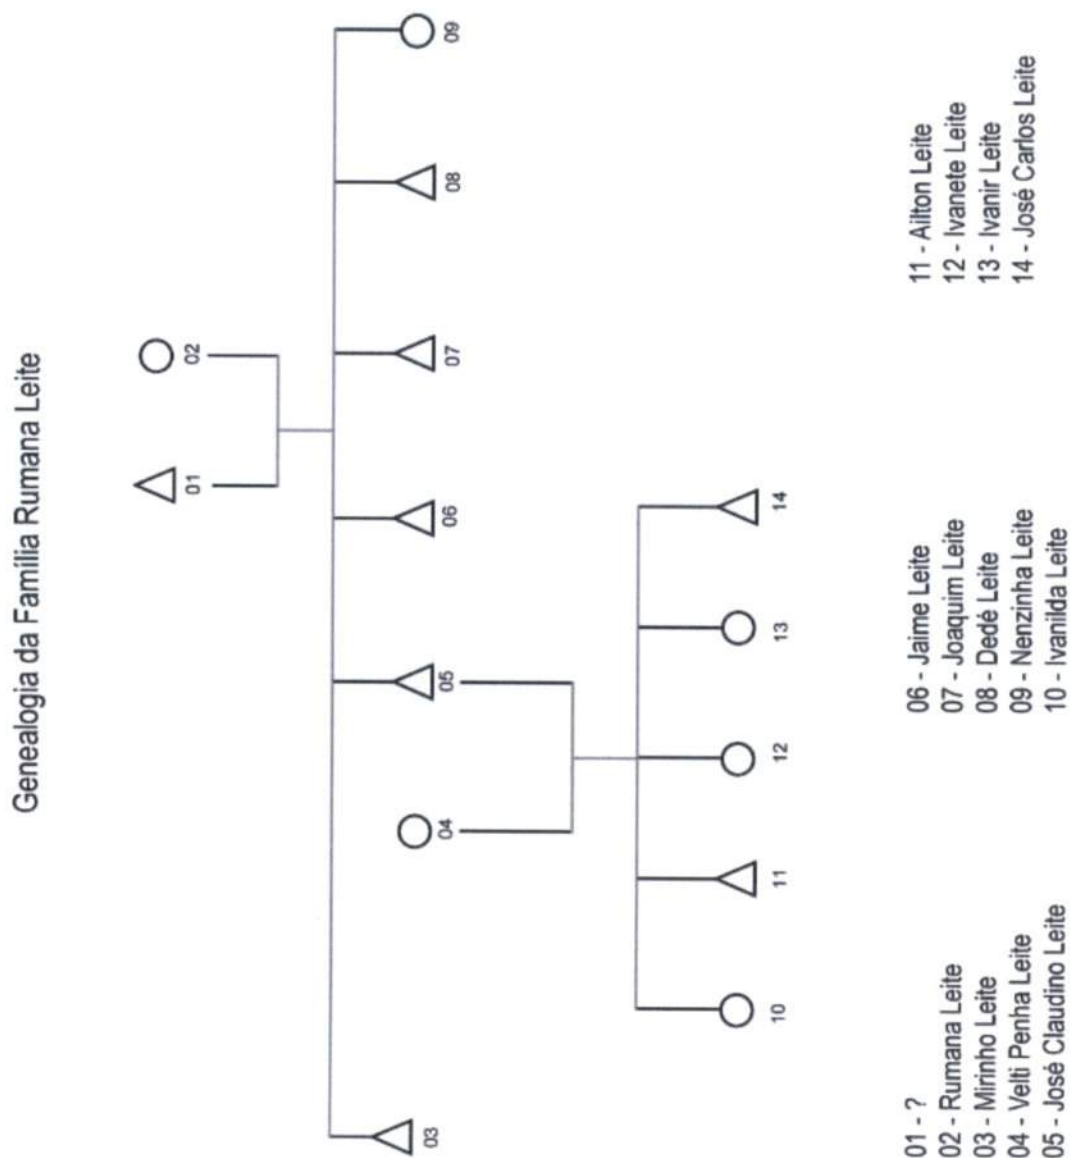 Genealogia da Família Rumana Leite
01
02
03
04
05
06
07
08
09
10
11
12
13
14
01 - ?
02 - Rumana Leite
03 - Mirinho Leite
04 - Velti Penha Leite
05 - José Claudino Leite
06 - Jaime Leite
07 - Joaquim Leite
08 - Dedé Leite
09 - Nenzinha Leite
10 - Ivanilda Leite
11 - Ailton Leite
12 - Ivanete Leite
13 - Ivanir Leite
14 - José Carlos Leite